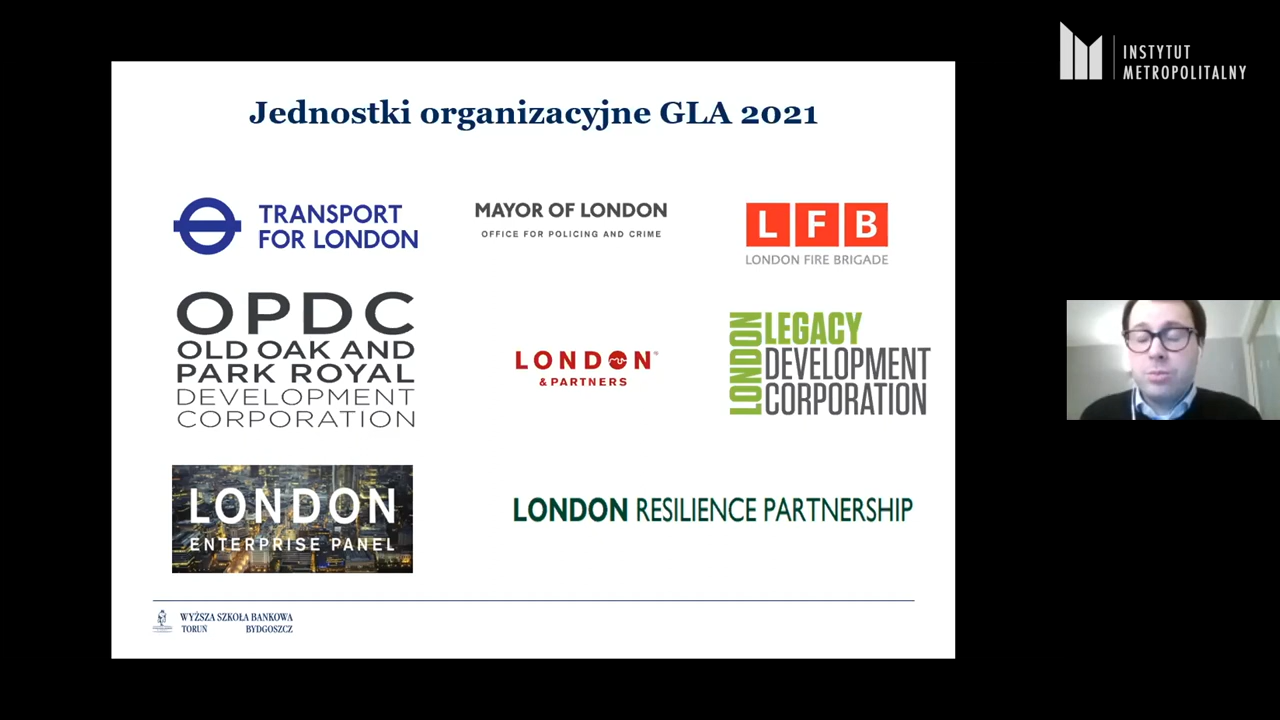 INSTYTUT
METROPOLITALNY
Jednostki organizacyjne GLA 2021
TRANSPORT
FOR LONDON
MAYOR OF LONDON
OFFICE FOR POLICING AND CRIME
LFB
LONDON FIRE BRIGADE
OPDC
OLD OAK AND
PARK ROYAL
DEVELOPMENT
CORPORATION
LONDON
& PARTNERS
LONDON
LEGACY
DEVELOPMENT
CORPORATION
LONDON
ENTERPRISE PANEL
LONDON RESILIENCE PARTNERSHIP
WYŻSZA SZKOŁA BANKOWA
TORUŃ BYDGOSZCZ